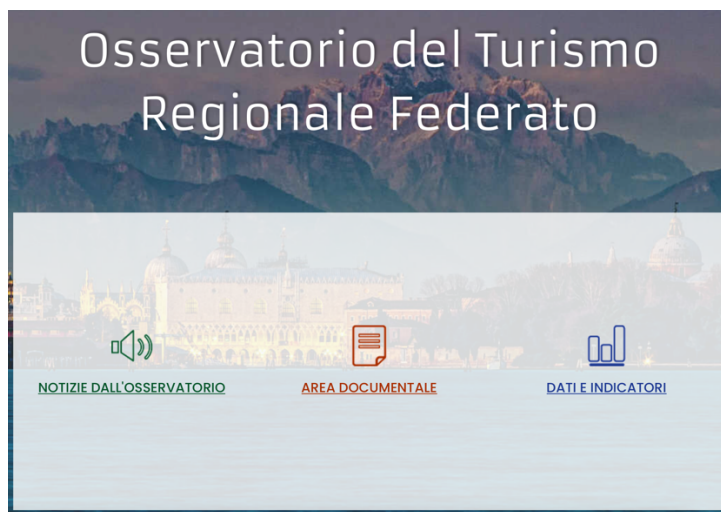 Osservatorio del Turismo
Regionale Federato
NOTIZIE DALL'OSSERVATORIO
AREA DOCUMENTALE
DATI E INDICATORI